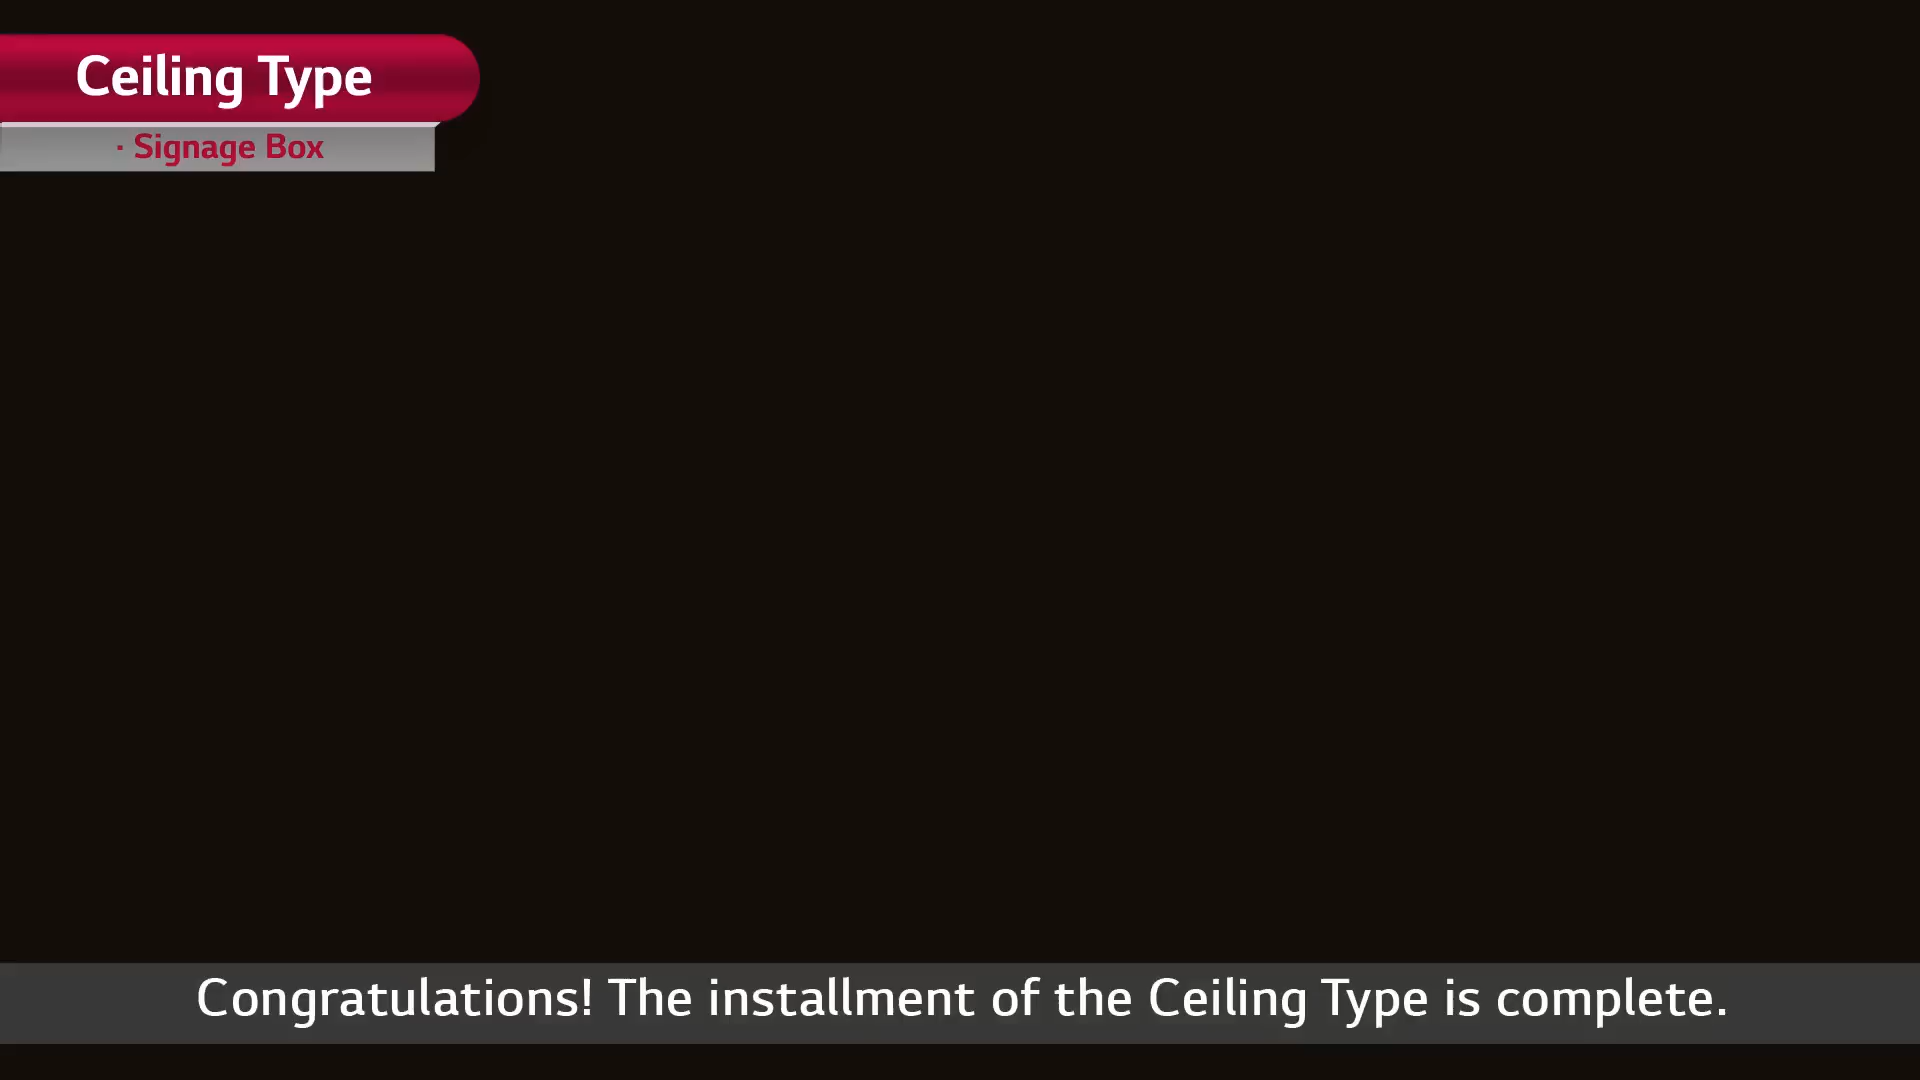 Ceiling Type
· Signage Box
Congratulations! The installment of the Ceiling Type is complete.